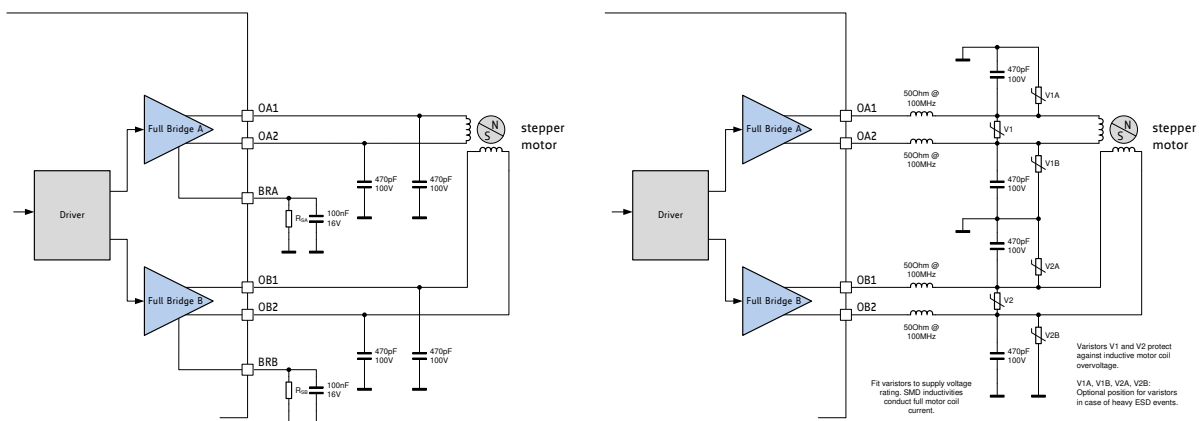 OA1
OA2
BRA
OB1
OB2
BRB
Driver
Full Bridge A
Full Bridge B
470pF
100V
470pF
100V
RSA
100nF
16V
470pF
100V
470pF
100V
RSB
100nF
16V
N
S
stepper
motor
Driver
Full Bridge A
Full Bridge B
OA1
OA2
OB1
OB2
50Ohm @
100MHz
50Ohm @
100MHz
50Ohm @
100MHz
50Ohm @
100MHz
470pF
100V
V1A
V1
V1B
470pF
100V
470pF
100V
V2A
V2
V2B
470pF
100V
N
S
stepper
motor
Fit varistors to supply voltage
rating. SMD inductivities
conduct full motor coil
current.
Varistors V1 and V2 protect
against inductive motor coil
overvoltage.
V1A, V1B, V2A, V2B:
Optional position for varistors
in case of heavy ESD events.